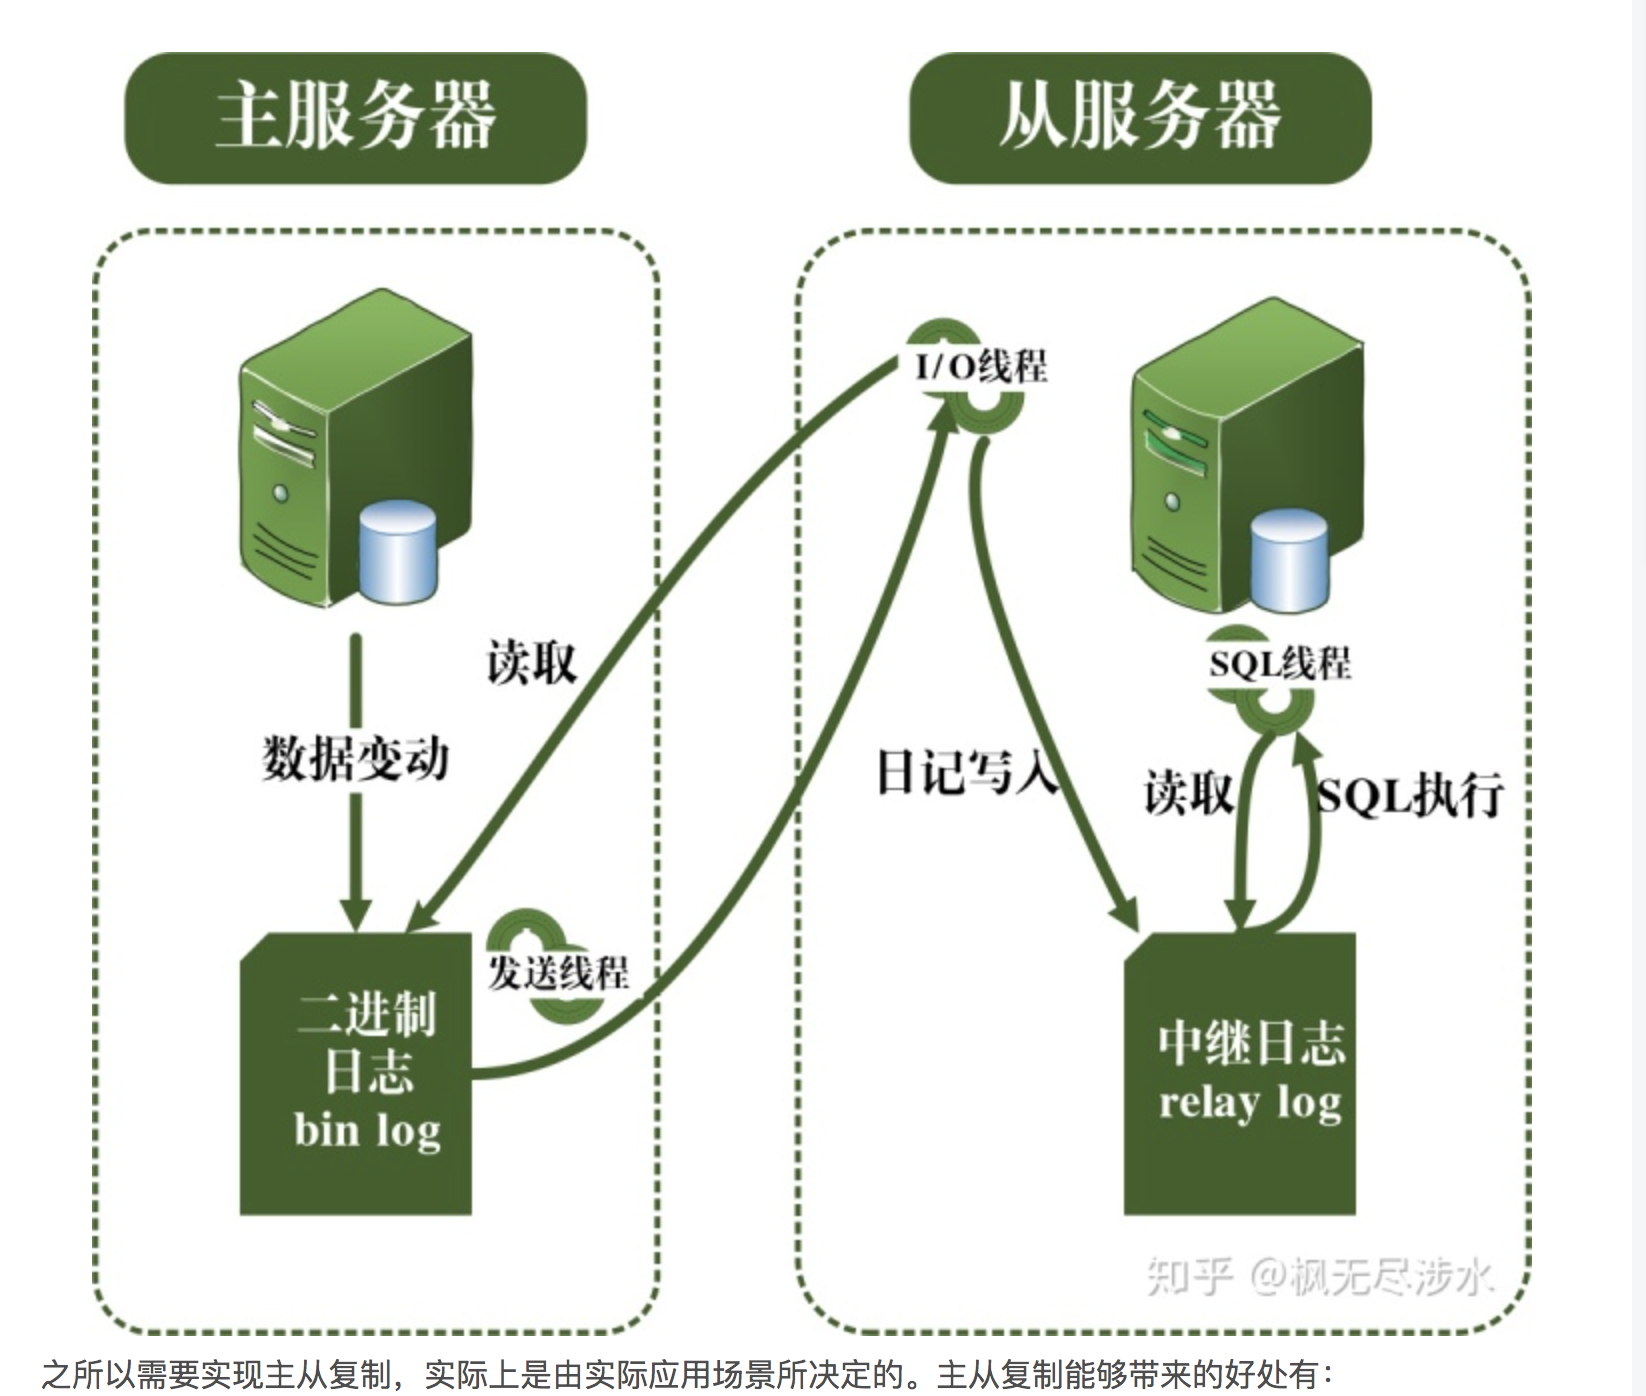 主服务器
从服务器
I/O线程
读取
SQL线程
数据变动
日记写入
读取
SQL执行
发送线程
二进制
日志
bin log
中继日志
relay log
知乎 @枫无尽涉水
之所以需要实现主从复制，实际上是由实际应用场景所决定的。主从复制能够带来的好处有：